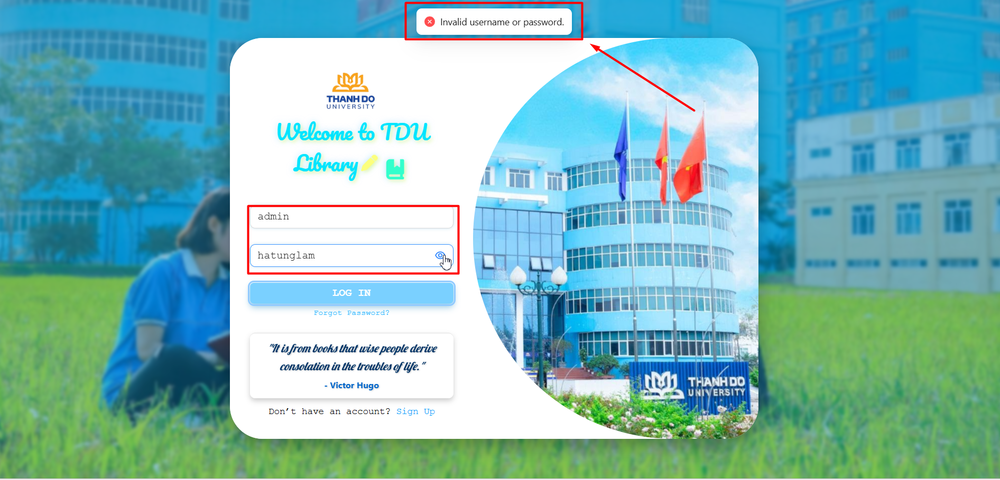 Invalid username or password.
THANH DO
UNIVERSITY
Welcome to TDU
Library
admin
hatunglam
LOG IN
Forgot Password?
"It is from books that wise people derive
consolation in the troubles of life."
- Victor Hugo
Don’t have an account? Sign Up
THANH DO
UNIVERSITY